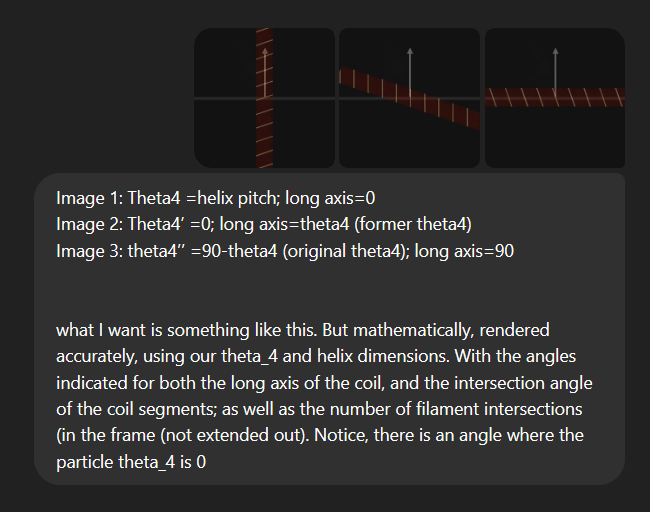 Image 1: Theta4 =helix pitch; long axis=0
Image 2: Theta4’ =0; long axis=theta4 (former theta4)
Image 3: theta4’’ =90-theta4 (original theta4); long axis=90
what I want is something like this. But mathematically, rendered
accurately, using our theta_4 and helix dimensions. With the angles
indicated for both the long axis of the coil, and the intersection angle
of the coil segments; as well as the number of filament intersections
(in the frame (not extended out). Notice, there is an angle where the
particle theta_4 is 0